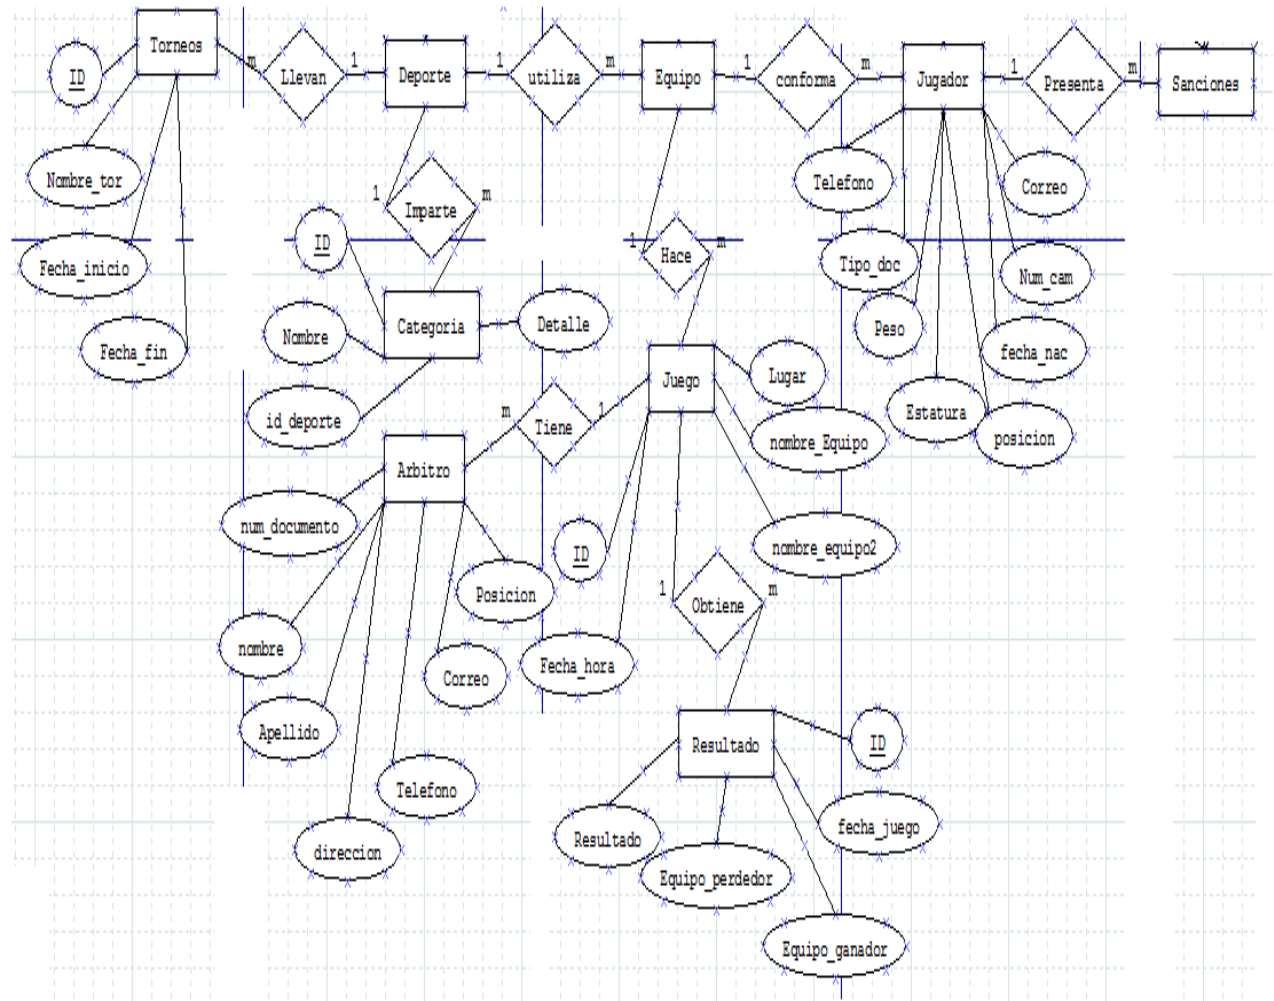 Torneos
ID
Nombre_tor
Fecha_inicio
Fecha_fin
m
Llevan
1
Deporte
1
utiliza
m
Equipo
1
conforma
m
Jugador
1
Presenta
m
Sanciones
Telefono
Tipo_doc
Peso
Estatura
posicion
fecha_nac
Num_cam
Correo
1
Imparte
m
ID
Nombre
id_deporte
Categoria
Detalle
1
Hace
m
Juego
Lugar
nombre_Equipo
nombre_equipo2
m
Tiene
1
Arbitro
num_documento
nombre
Apellido
direccion
Telefono
Correo
Posicion
ID
Fecha_hora
1
Obtiene
m
Resultado
ID
fecha_juego
Resultado
Equipo_perdedor
Equipo_ganador